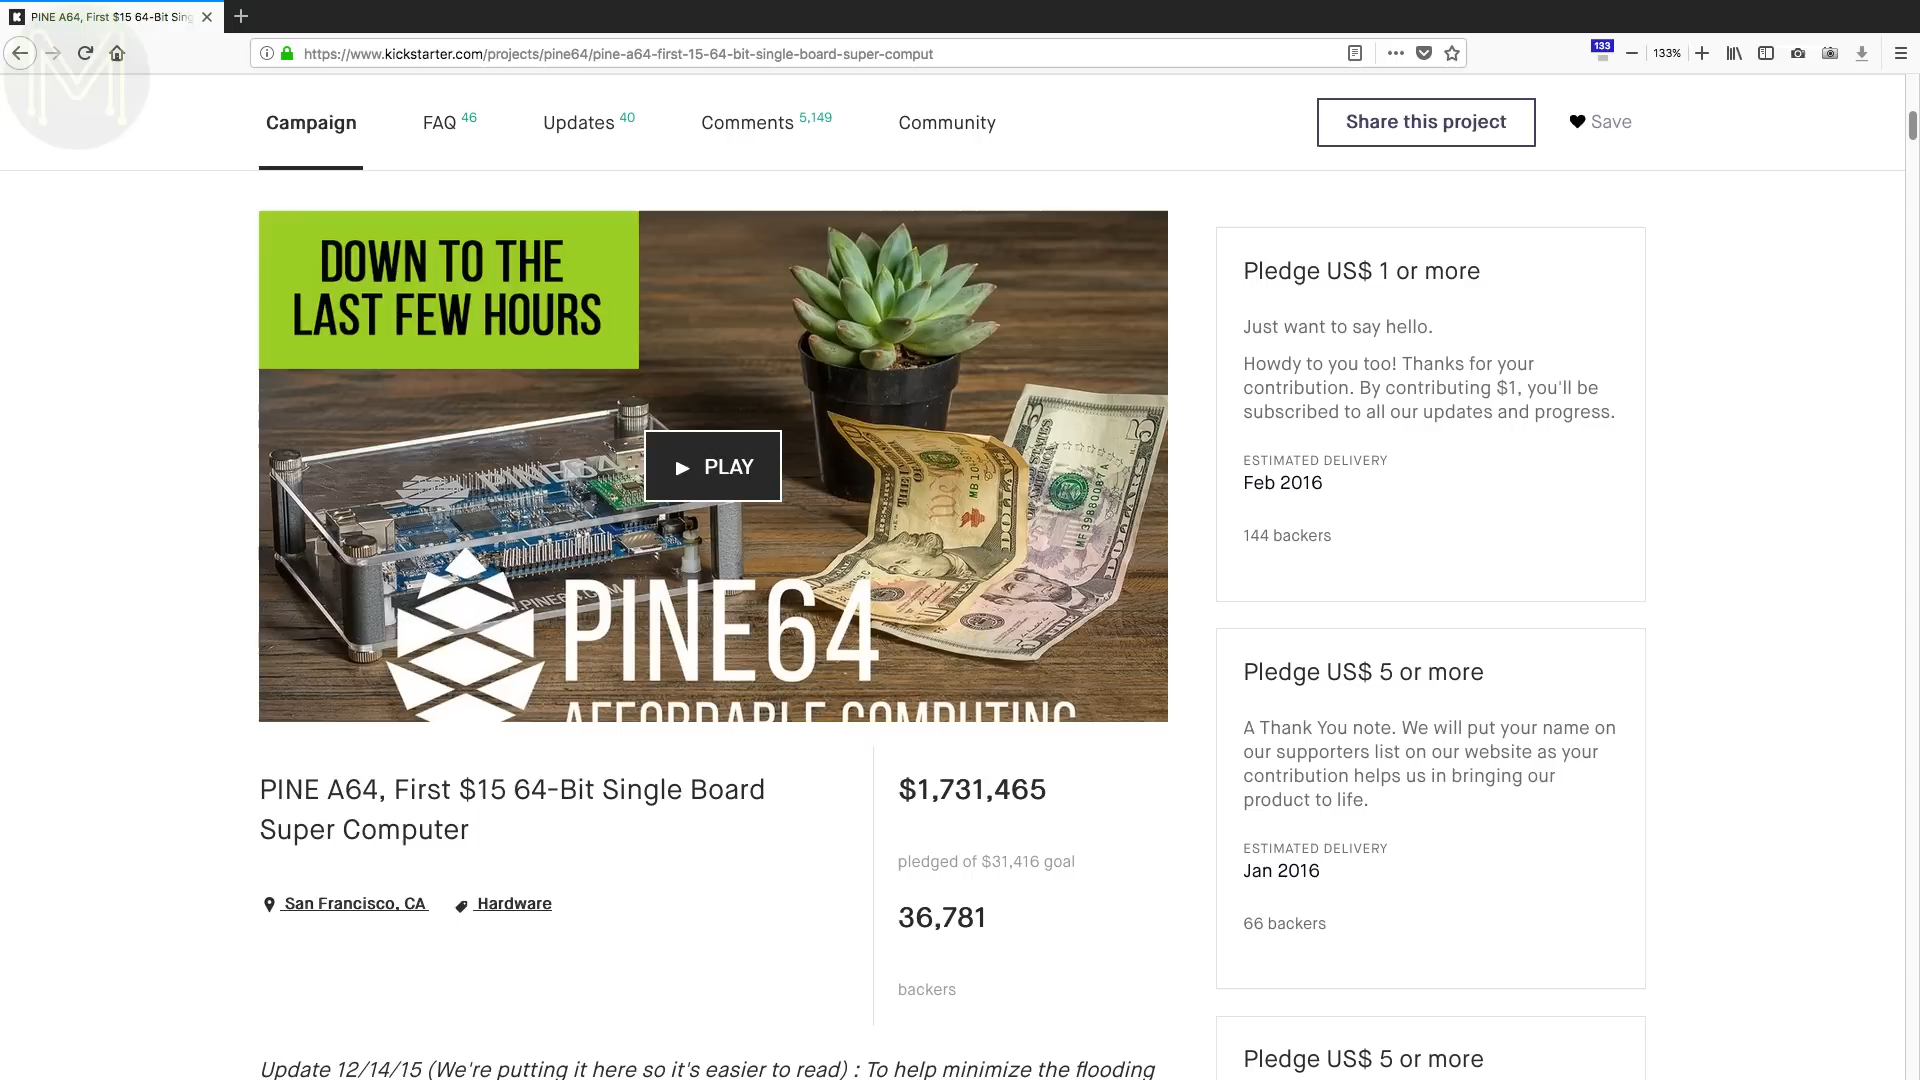 PINE A64, First $15 64-Bit Sing
https://www.kickstarter.com/projects/pine64/pine-a64-first-15-64-bit-single-board-super-comput
133
133%
M
Campaign
FAQ 46
Updates 40
Comments 5,149
Community
Share this project
Save
DOWN TO THE
LAST FEW HOURS
PINE64
PLAY
WWW.PINE64.COM
PINE64
AFFORDABLE COMPUTING
PINE A64, First $15 64-Bit Single Board
Super Computer
San Francisco, CA
Hardware
$1,731,465
pledged of $31,416 goal
36,781
backers
Update 12/14/15 (We're putting it here so it's easier to read) : To help minimize the flooding
Pledge US$ 1 or more
Just want to say hello.
Howdy to you too! Thanks for your
contribution. By contributing $1, you'll be
subscribed to all our updates and progress.
ESTIMATED DELIVERY
Feb 2016
144 backers
Pledge US$ 5 or more
A Thank You note. We will put your name on
our supporters list on our website as your
contribution helps us in bringing our
product to life.
ESTIMATED DELIVERY
Jan 2016
66 backers
Pledge US$ 5 or more